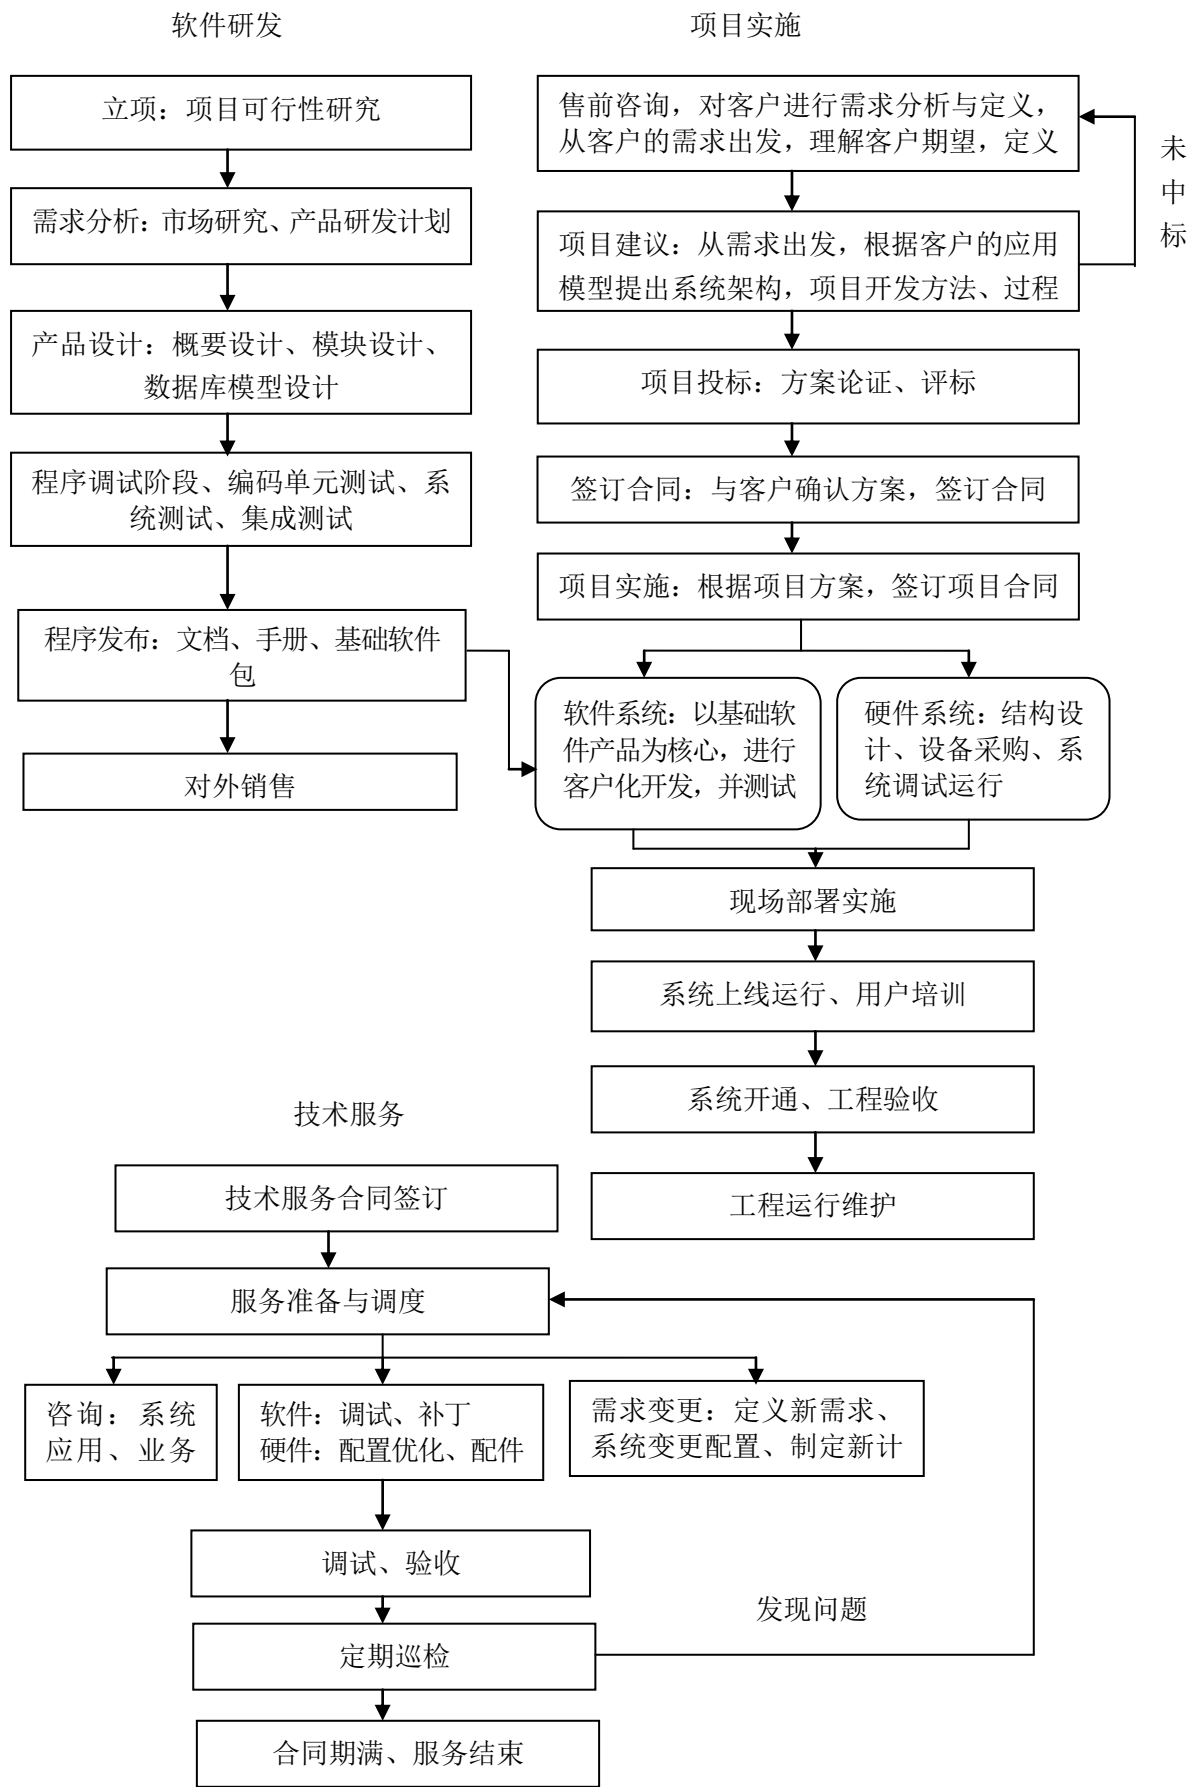 软件研发
立项：项目可行性研究
需求分析：市场研究、产品研发计划
产品设计：概要设计、模块设计、
数据库模型设计
程序调试阶段、编码单元测试、系
统测试、集成测试
程序发布：文档、手册、基础软件
包
对外销售
项目实施
售前咨询，对客户进行需求分析与定义，
从客户的需求出发，理解客户期望，定义
未
中
标
项目建议：从需求出发，根据客户的应用
模型提出系统架构，项目开发方法、过程
项目投标：方案论证、评标
签订合同：与客户确认方案，签订合同
项目实施：根据项目方案，签订项目合同
软件系统：以基础软
件产品为核心，进行
客户化开发，并测试
硬件系统：结构设
计、设备采购、系
统调试运行
现场部署实施
系统上线运行、用户培训
系统开通、工程验收
工程运行维护
技术服务
技术服务合同签订
服务准备与调度
咨询：系统
应用、业务
软件：调试、补丁
硬件：配置优化、配件
需求变更：定义新需求、
系统变更配置、制定新计
调试、验收
发现问题
定期巡检
合同期满、服务结束